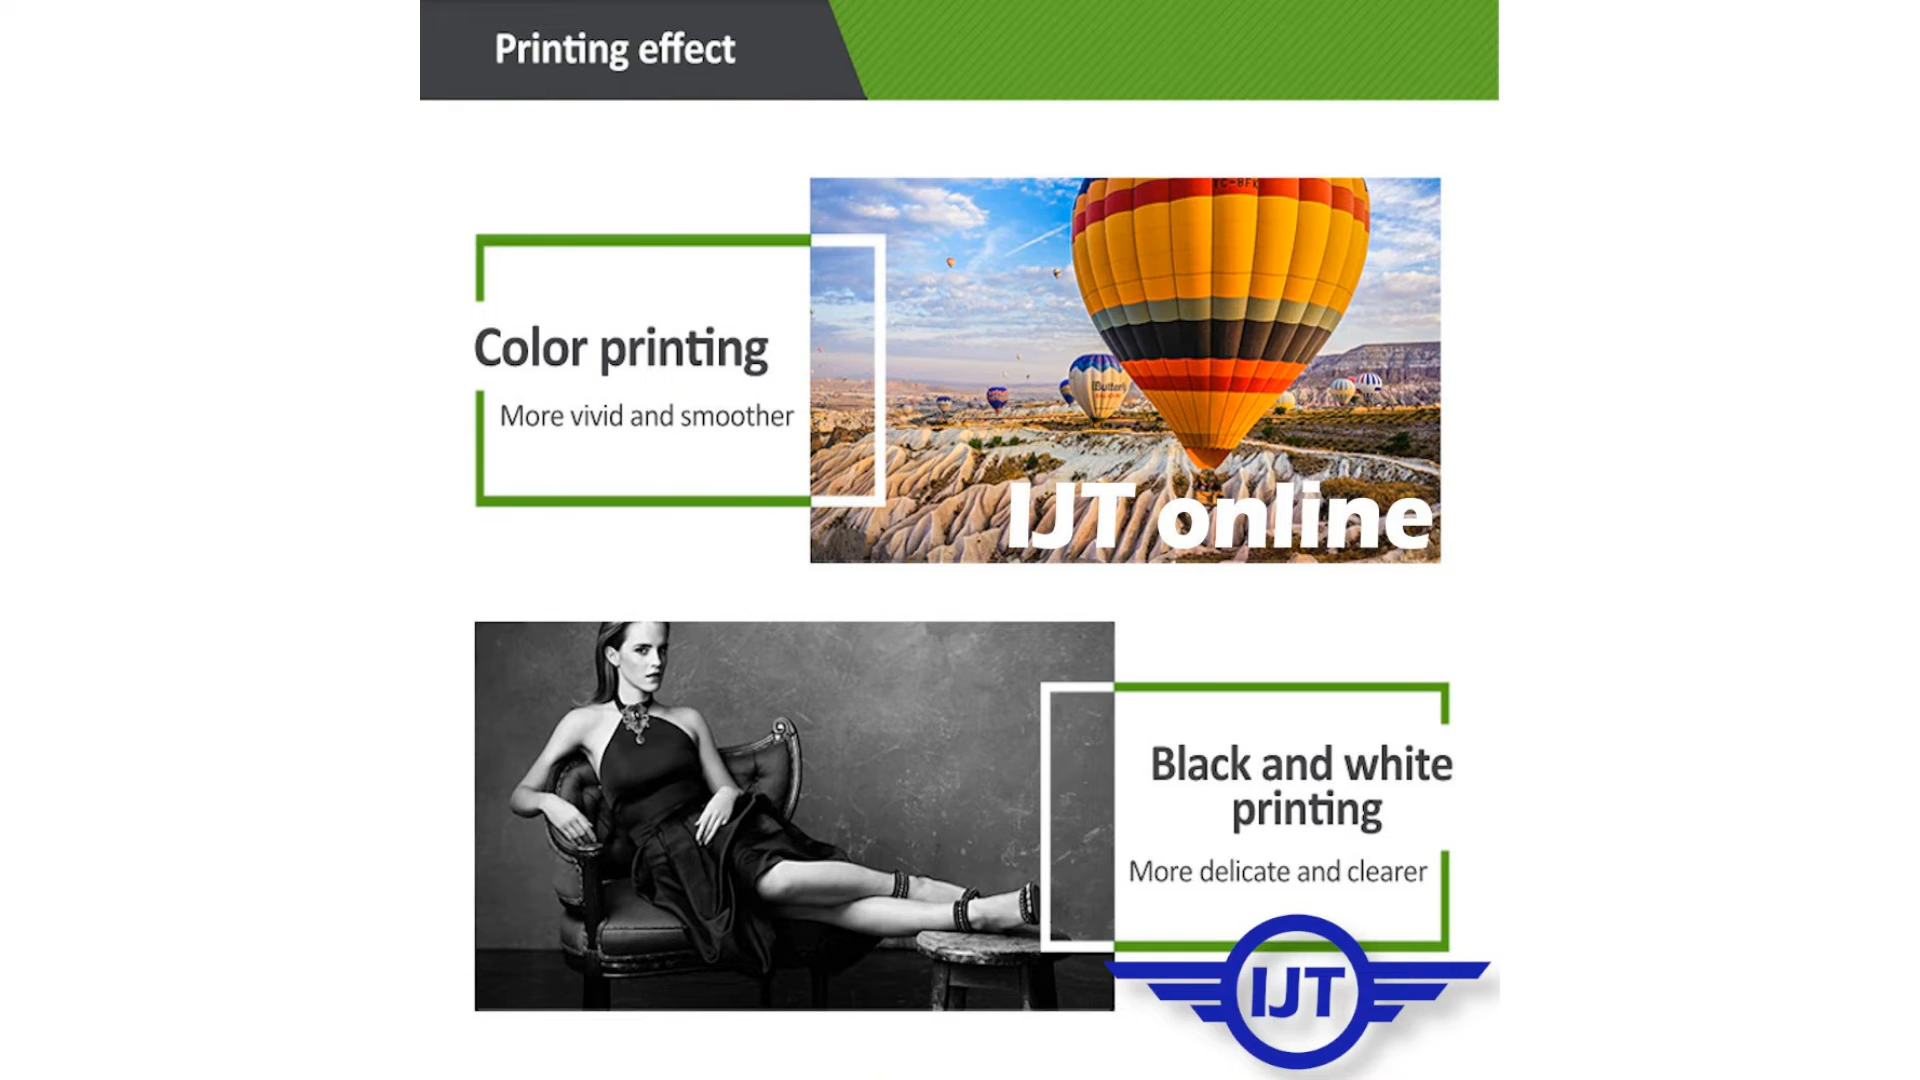 Printing effect
Color printing
More vivid and smoother
IJT online
Black and white
printing
More delicate and clearer
IJT